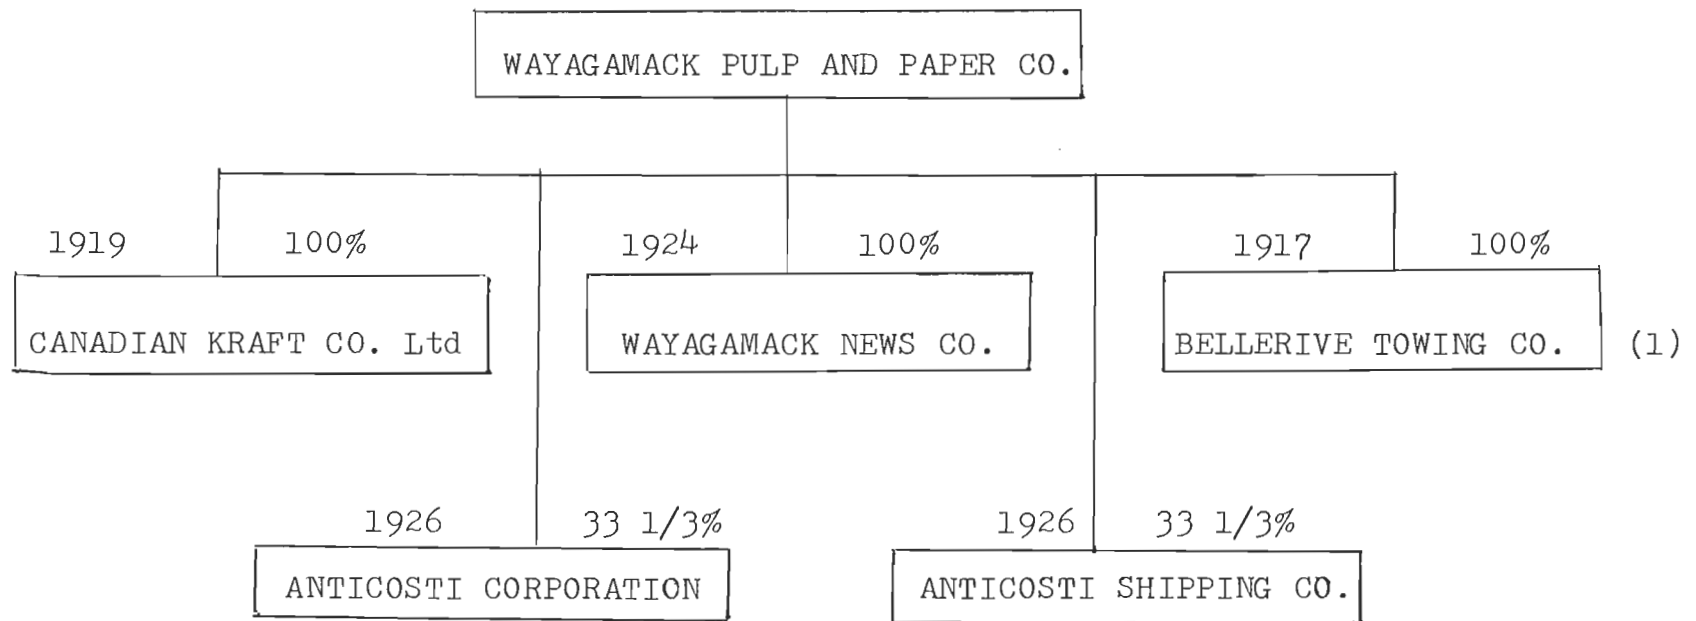 WAYAGAMACK PULP AND PAPER CO.
1919 100% 1924 100% 1917 100%
CANADIAN KRAFT CO. Ltd WAYAGAMACK NEWS CO. BELLERIVE TOWING CO. (1)
1926 33 1/3% 1926 33 1/3%
ANTICOSTI CORPORATION ANTICOSTI SHIPPING CO.